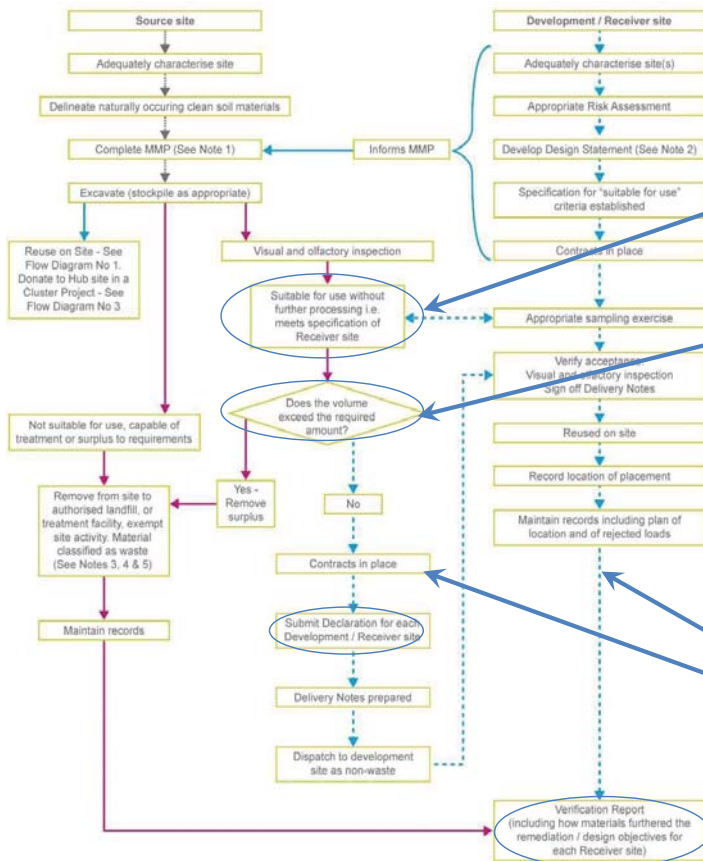 Source site
Adequately characterise site
Delineate naturally occuring clean soil materials
Complete MMP (See Note 1)
Excavate (stockpile as appropriate)
Reuse on Site - See
Flow Diagram No 1.
Donate to Hub site in a
Cluster Project - See
Flow Diagram No 3
Visual and olfactory inspection
Suitable for use without
further processing i.e.
meets specification of
Receiver site
Does the volume
exceed the required
amount?
Not suitable for use, capable of
treatment or surplus to requirements
Remove from site to
authorised landfill, or
treatment facility, exempt
site activity. Material
classified as waste
(See Notes 3, 4 & 5)
Yes -
Remove
surplus
No
Contracts in place
Submit Declaration for each
Development / Receiver site
Maintain records
Delivery Notes prepared
Dispatch to development
site as non-waste
Informs MMP
Development / Receiver site
Adequately characterise site(s)
Appropriate Risk Assessment
Develop Design Statement (See Note 2)
Specification for "suitable for use"
criteria established
Contracts in place
Appropriate sampling exercise
Verify acceptance
Visual and olfactory inspection
Sign off Delivery Notes
Reused on site
Record location of placement
Maintain records including plan of
location and of rejected loads
Verification Report
(including how materials furthered the
remediation / design objectives for
each Receiver site)